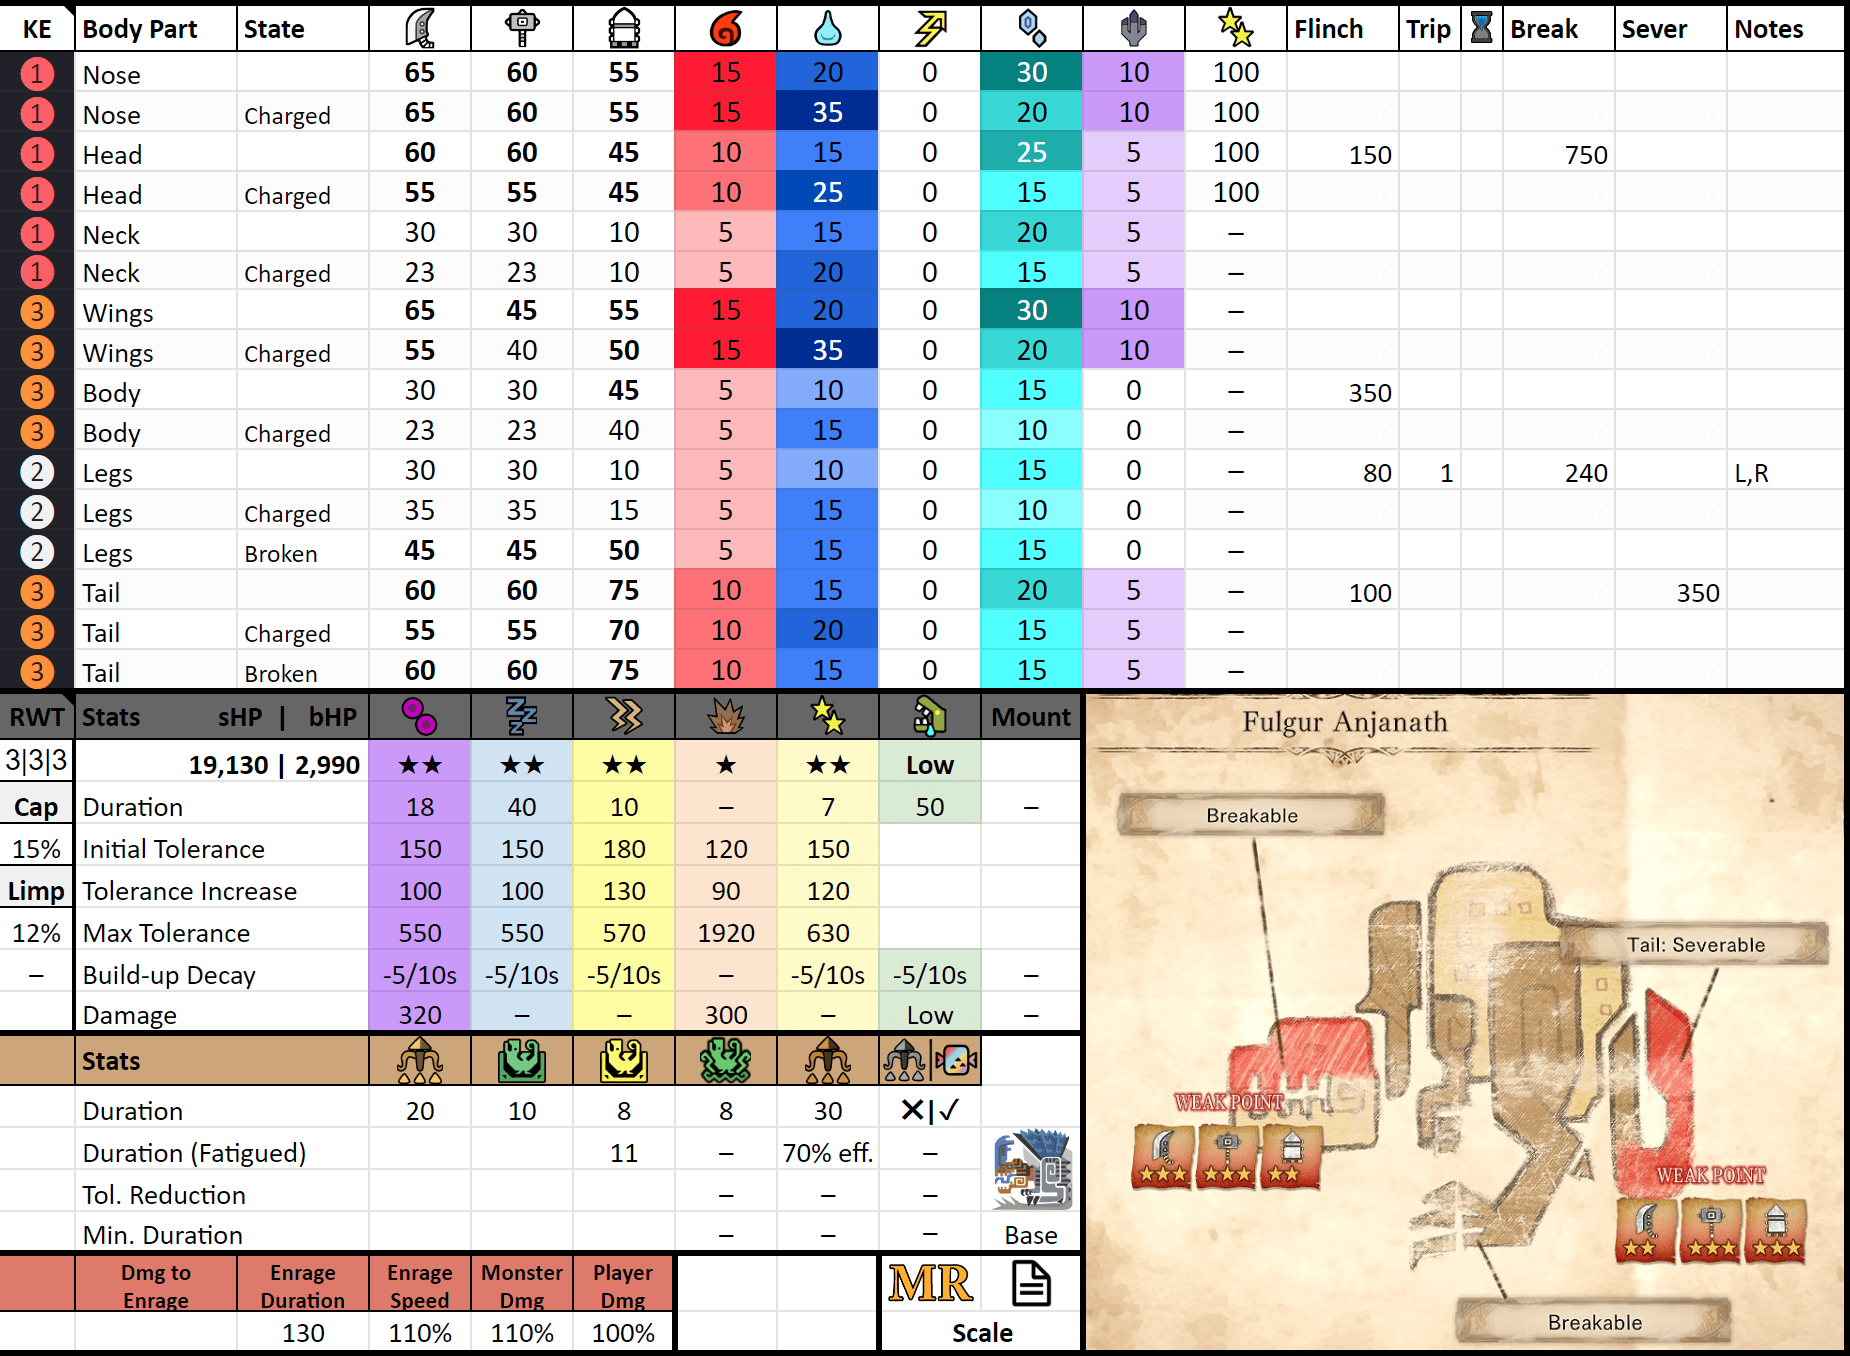 KE Body Part State Flinch Trip Break Sever Notes
1 Nose 65 60 55 15 20 0 30 10 100
1 Nose Charged 65 60 55 15 35 0 20 10 100
1 Head 60 60 45 10 15 0 25 5 100 150 750
1 Head Charged 55 55 45 10 25 0 15 5 100
1 Neck 30 30 10 5 15 0 20 5 –
1 Neck Charged 23 23 10 5 20 0 15 5 –
3 Wings 65 45 55 15 20 0 30 10 –
3 Wings Charged 55 40 50 15 35 0 20 10 –
3 Body 30 30 45 5 10 0 15 0 – 350
3 Body Charged 23 23 40 5 15 0 10 0 –
2 Legs 30 30 10 5 10 0 15 0 – 80 1 240 L,R
2 Legs Charged 35 35 15 5 15 0 10 0 –
2 Legs Broken 45 45 50 5 15 0 15 0 –
3 Tail 60 60 75 10 15 0 20 5 – 100 350
3 Tail Charged 55 55 70 10 20 0 15 5 –
3 Tail Broken 60 60 75 10 15 0 15 5 –
RWT Stats sHP | bHP Mount
3|3|3 19,130 | 2,990 ★★ ★★ ★★ ★ ★★ Low
Cap Duration 18 40 10 – 7 50 –
15% Initial Tolerance 150 150 180 120 150
Limp Tolerance Increase 100 100 130 90 120
12% Max Tolerance 550 550 570 1920 630
– Build-up Decay -5/10s -5/10s -5/10s – -5/10s -5/10s –
Damage 320 – – 300 – Low –
Stats
Duration 20 10 8 8 30 ✕|✓
Duration (Fatigued) 11 – 70% eff. –
Tol. Reduction – – –
Min. Duration – – – Base
Dmg to Enrage Enrage Duration Enrage Speed Monster Dmg Player Dmg MR
130 110% 110% 100% Scale
Fulgur Anjanath
Breakable
Tail: Severable
WEAK POINT
WEAK POINT
Breakable